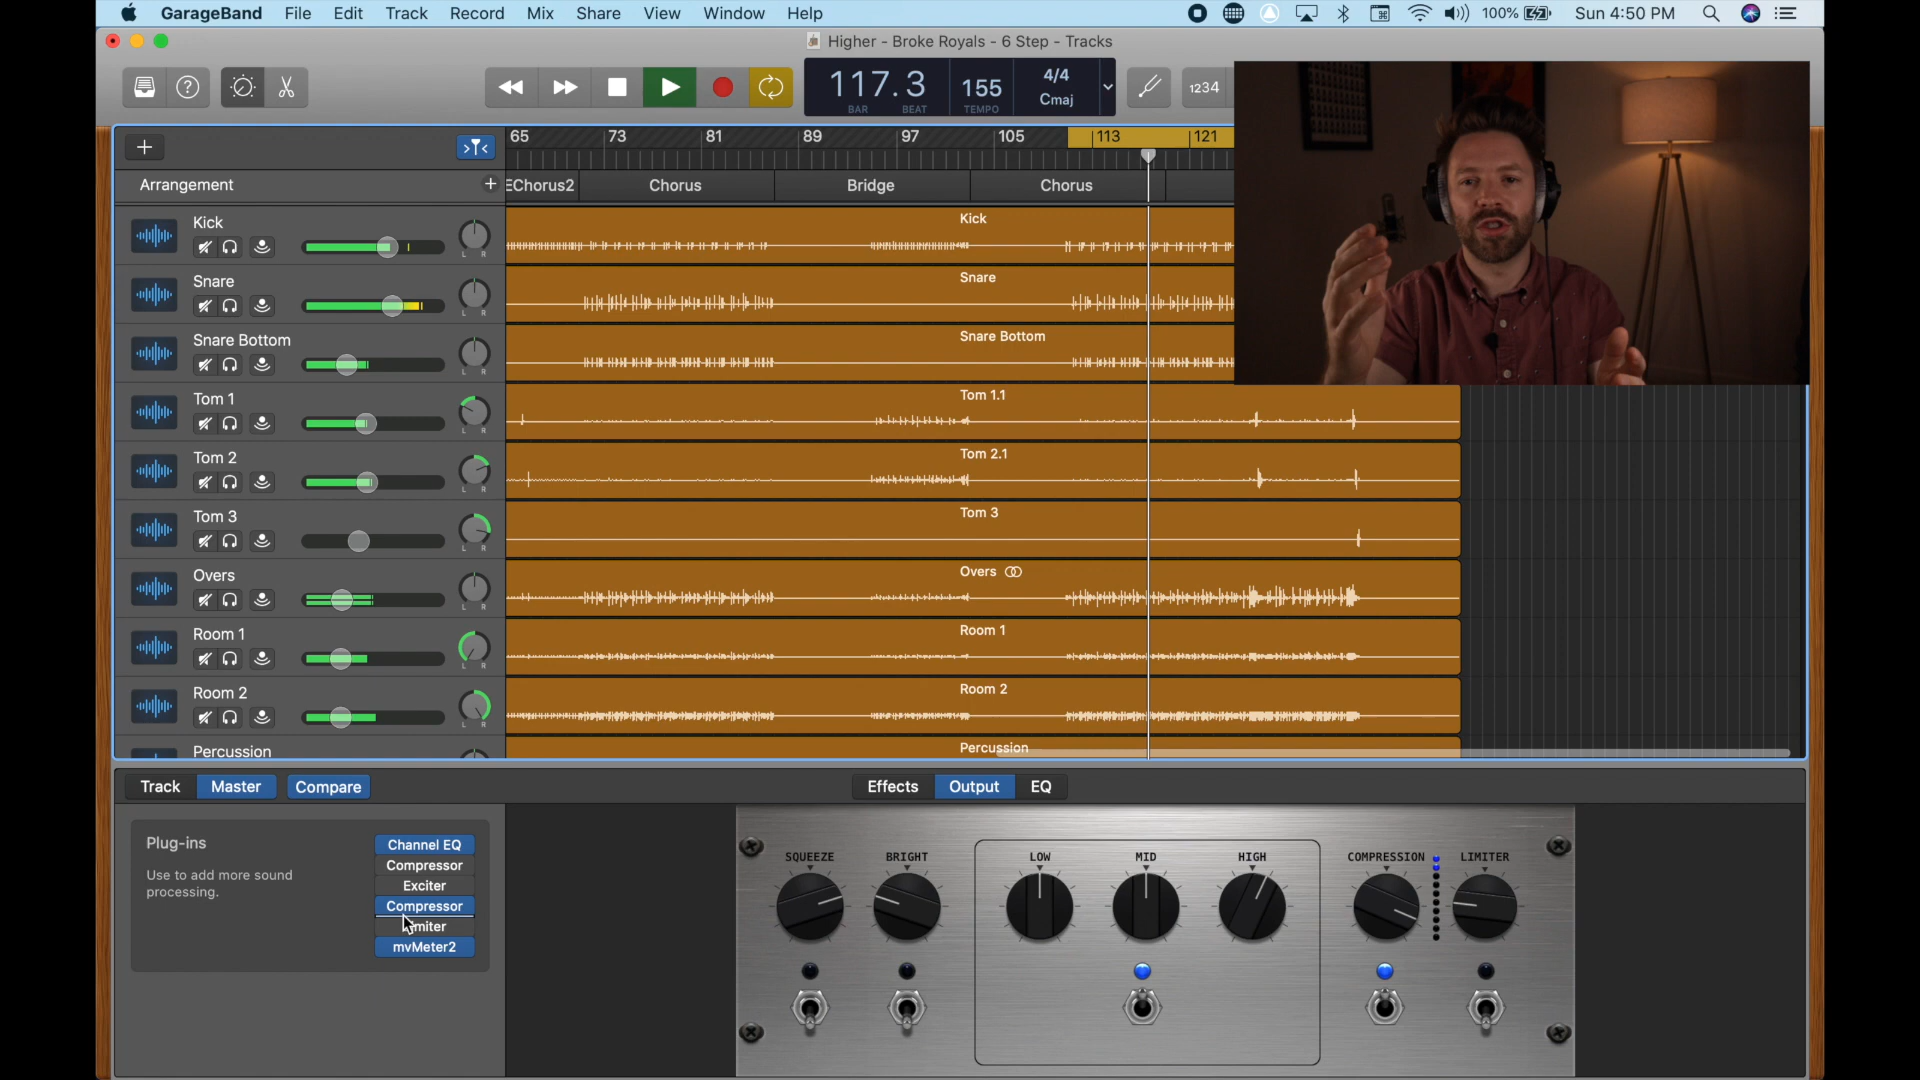 GarageBand File Edit Track Record Mix Share View Window Help 100% Sun 4:50 PM
Higher - Broke Royals - 6 Step - Tracks
117.3 155 4/4
Cmaj
BAR BEAT TEMPO
1234
65 73 81 89 97 105 113 121
Arrangement
EChorus2 Chorus Bridge Chorus
Kick
L R
Kick
Snare
L R
Snare
Snare Bottom
L R
Snare Bottom
Tom 1
L R
Tom 1.1
Tom 2
L R
Tom 2.1
Tom 3
L R
Tom 3
Overs
L R
Overs
Room 1
L R
Room 1
Room 2
L R
Room 2
Percussion
Percussion
Track Master Compare Effects Output EQ
Plug-ins
Use to add more sound
processing.
Channel EQ
Compressor
Exciter
Compressor
mvMeter2
SQUEEZE BRIGHT LOW MID HIGH COMPRESSION LIMITER